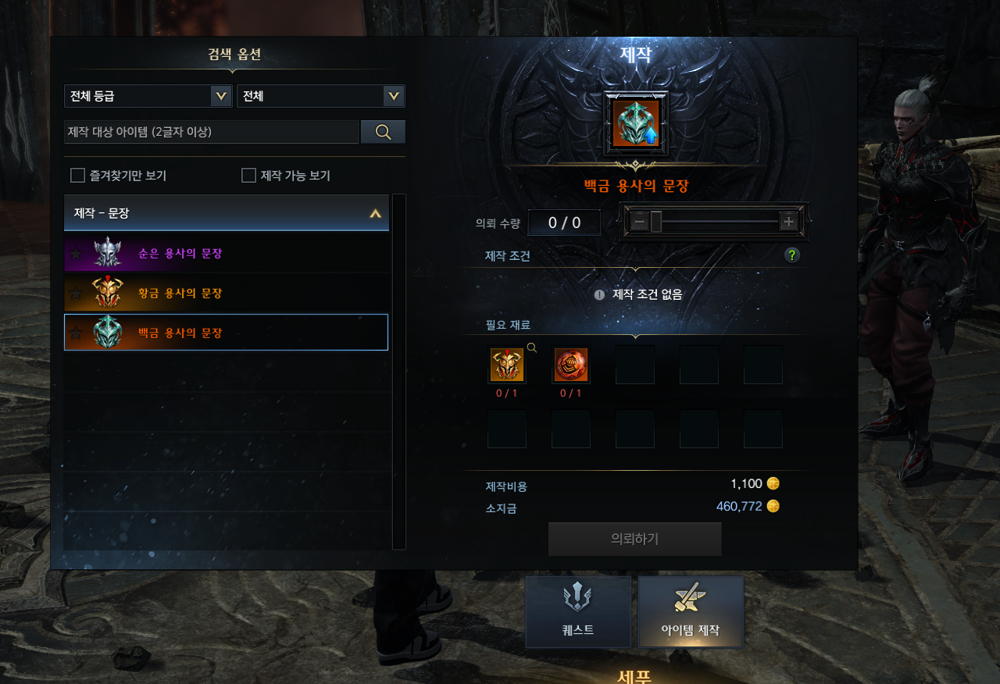 검색 옵션
전체 등급
전체
제작 대상 아이템 (2글자 이상)
즐겨찾기만 보기
제작 가능 보기
제작 - 문장
순은 용사의 문장
황금 용사의 문장
백금 용사의 문장
제작
백금 용사의 문장
의뢰 수량
0 / 0
제작 조건
?
제작 조건 없음
필요 재료
0 / 1
0 / 1
제작비용
1,100
소지금
460,772
의뢰하기
퀘스트
아이템 제작
세푸